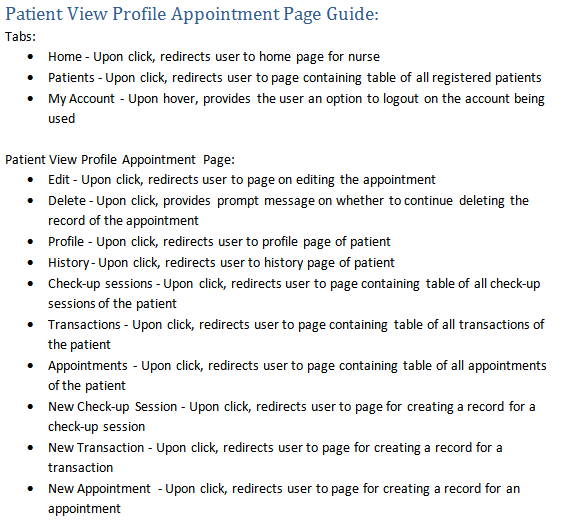 Patient View Profile Appointment Page Guide:
Tabs:
• Home - Upon click, redirects user to home page for nurse
• Patients - Upon click, redirects user to page containing table of all registered patients
• My Account - Upon hover, provides the user an option to logout on the account being
used
Patient View Profile Appointment Page:
• Edit - Upon click, redirects user to page on editing the appointment
• Delete - Upon click, provides prompt message on whether to continue deleting the
record of the appointment
• Profile - Upon click, redirects user to profile page of patient
• History - Upon click, redirects user to history page of patient
• Check-up sessions - Upon click, redirects user to page containing table of all check-up
sessions of the patient
• Transactions - Upon click, redirects user to page containing table of all transactions of
the patient
• Appointments - Upon click, redirects user to page containing table of all appointments
of the patient
• New Check-up Session - Upon click, redirects user to page for creating a record for a
check-up session
• New Transaction - Upon click, redirects user to page for creating a record for a
transaction
• New Appointment - Upon click, redirects user to page for creating a record for an
appointment